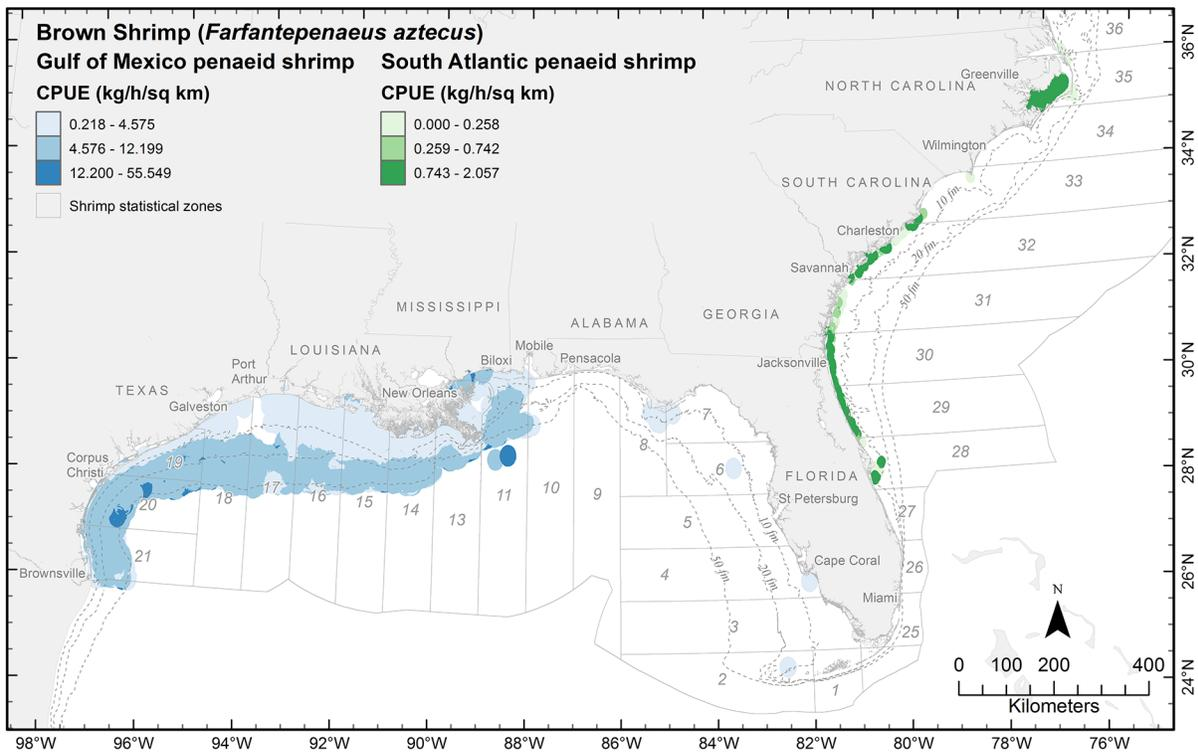 Brown Shrimp (Farfantepenaeus aztecus)
Gulf of Mexico penaeid shrimp
CPUE (kg/h/sq km)
0.218 - 4.575
4.576 - 12.199
12.200 - 55.549
Shrimp statistical zones
South Atlantic penaeid shrimp
CPUE (kg/h/sq km)
0.000 - 0.258
0.259 - 0.742
0.743 - 2.057
36
35
34
33
32
31
30
29
28
27
26
25
Greenville
NORTH CAROLINA
Wilmington
SOUTH CAROLINA
10 fm
Charleston
20 fm
Savannah
50 fm
MISSISSIPPI
ALABAMA
GEORGIA
LOUISIANA
Mobile
Biloxi
Pensacola
Jacksonville
Port
Arthur
TEXAS
New Orleans
Galveston
Corpus
Christi
Brownsville
FLORIDA
St Petersburg
Cape Coral
Miami
19
20
21
18
17
16
15
14
13
11
10
9
8
7
6
5
4
3
2
1
10 fm
50 fm
20 fm
N
0 100 200 400
Kilometers
36°N
34°N
32°N
30°N
28°N
26°N
24°N
98°W 96°W 94°W 92°W 90°W 88°W 86°W 84°W 82°W 80°W 78°W 76°W